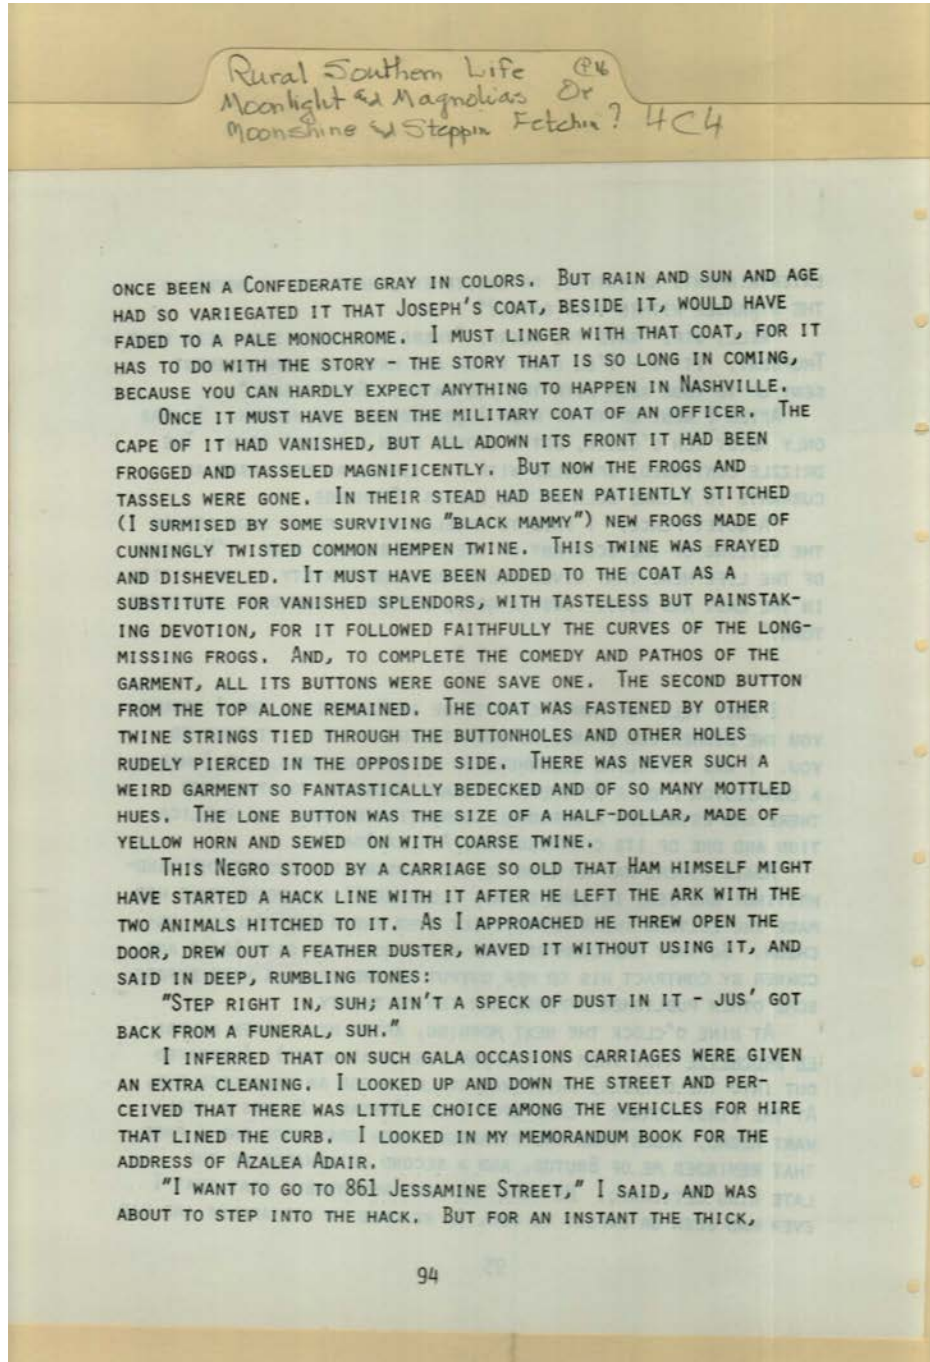 Rural Southern Life
Moonlight & Magnolias Or
Moonshine & Steppin Fetchin? 4C4
ONCE BEEN A CONFEDERATE GRAY IN COLORS. BUT RAIN AND SUN AND AGE
HAD SO VARIEGATED IT THAT JOSEPH'S COAT, BESIDE IT, WOULD HAVE
FADED TO A PALE MONOCHROME. I MUST LINGER WITH THAT COAT, FOR IT
HAS TO DO WITH THE STORY - THE STORY THAT IS SO LONG IN COMING,
BECAUSE YOU CAN HARDLY EXPECT ANYTHING TO HAPPEN IN NASHVILLE.
ONCE IT MUST HAVE BEEN THE MILITARY COAT OF AN OFFICER. THE
CAPE OF IT HAD VANISHED, BUT ALL ADOWN ITS FRONT IT HAD BEEN
FROGGED AND TASSELED MAGNIFICENTLY. BUT NOW THE FROGS AND
TASSELS WERE GONE. IN THEIR STEAD HAD BEEN PATIENTLY STITCHED
(I SURMISED BY SOME SURVIVING "BLACK MAMMY") NEW FROGS MADE OF
CUNNINGLY TWISTED COMMON HEMPEN TWINE. THIS TWINE WAS FRAYED
AND DISHEVELED. IT MUST HAVE BEEN ADDED TO THE COAT AS A
SUBSTITUTE FOR VANISHED SPLENDORS, WITH TASTELESS BUT PAINSTAK-
ING DEVOTION, FOR IT FOLLOWED FAITHFULLY THE CURVES OF THE LONG-
MISSING FROGS. AND, TO COMPLETE THE COMEDY AND PATHOS OF THE
GARMENT, ALL ITS BUTTONS WERE GONE SAVE ONE. THE SECOND BUTTON
FROM THE TOP ALONE REMAINED. THE COAT WAS FASTENED BY OTHER
TWINE STRINGS TIED THROUGH THE BUTTONHOLES AND OTHER HOLES
RUDELY PIERCED IN THE OPPOSIDE SIDE. THERE WAS NEVER SUCH A
WEIRD GARMENT SO FANTASTICALLY BEDECKED AND OF SO MANY MOTTLED
HUES. THE LONE BUTTON WAS THE SIZE OF A HALF-DOLLAR, MADE OF
YELLOW HORN AND SEWED ON WITH COARSE TWINE.
THIS NEGRO STOOD BY A CARRIAGE SO OLD THAT HAM HIMSELF MIGHT
HAVE STARTED A HACK LINE WITH IT AFTER HE LEFT THE ARK WITH THE
TWO ANIMALS HITCHED TO IT. AS I APPROACHED HE THREW OPEN THE
DOOR, DREW OUT A FEATHER DUSTER, WAVED IT WITHOUT USING IT, AND
SAID IN DEEP, RUMBLING TONES:
"STEP RIGHT IN, SUH; AIN'T A SPECK OF DUST IN IT - JUS' GOT
BACK FROM A FUNERAL, SUH."
I INFERRED THAT ON SUCH GALA OCCASIONS CARRIAGES WERE GIVEN
AN EXTRA CLEANING. I LOOKED UP AND DOWN THE STREET AND PER-
CEIVED THAT THERE WAS LITTLE CHOICE AMONG THE VEHICLES FOR HIRE
THAT LINED THE CURB. I LOOKED IN MY MEMORANDUM BOOK FOR THE
ADDRESS OF AZALEA ADAIR.
"I WANT TO GO TO 861 JESSAMINE STREET," I SAID, AND WAS
ABOUT TO STEP INTO THE HACK. BUT FOR AN INSTANT THE THICK,
94